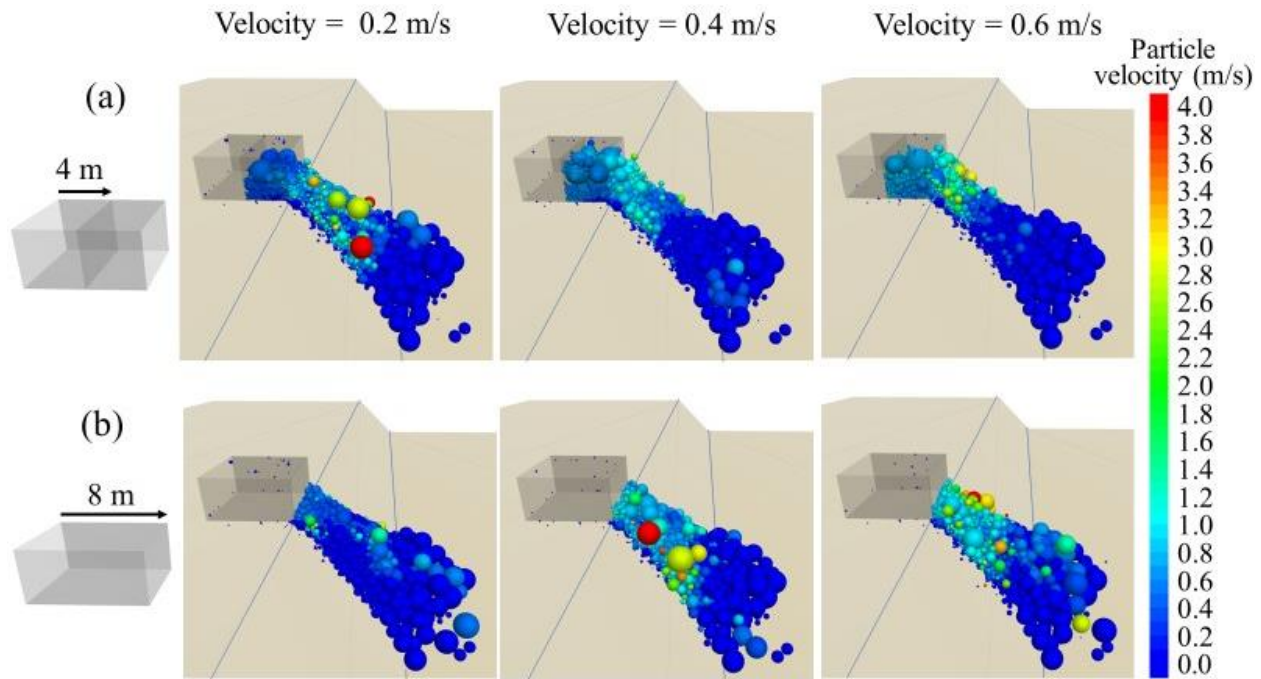 Velocity = 0.2 m/s
Velocity = 0.4 m/s
Velocity = 0.6 m/s
Particle
velocity (m/s)
(a)
4 m
(b)
8 m
4.0
3.8
3.6
3.4
3.2
3.0
2.8
2.6
2.4
2.2
2.0
1.8
1.6
1.4
1.2
1.0
0.8
0.6
0.4
0.2
0.0